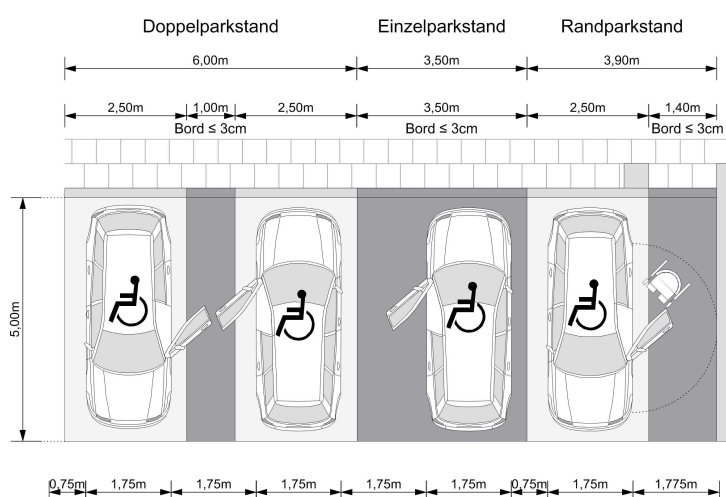 Doppelparkstand Einzelparkstand Randparkstand
6,00m 3,50m 3,90m
2,50m 1,00m 2,50m 3,50m 2,50m 1,40m
Bord ≤ 3cm Bord ≤ 3cm Bord ≤ 3cm
5,00m
0,75m 1,75m 1,75m 1,75m 1,75m 1,75m 0,75m 1,75m 1,775m